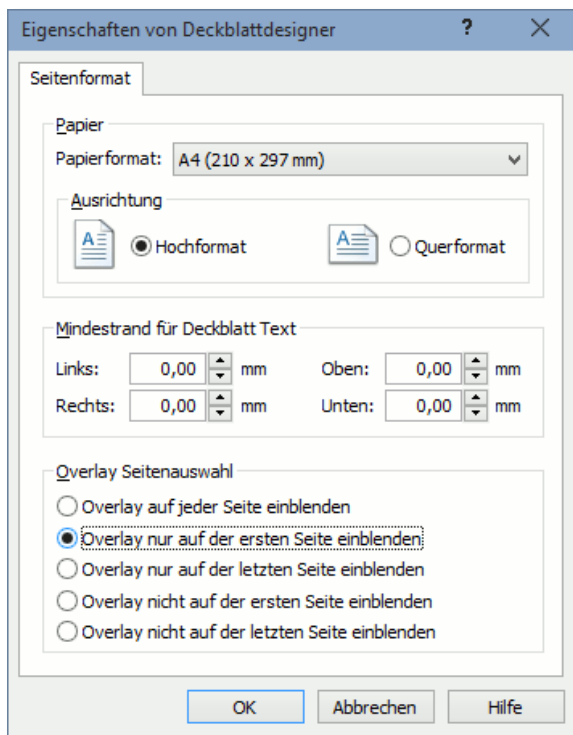 Eigenschaften von Deckblattdesigner ?
Seitenformat
Papier
Papierformat: A4 (210 x 297 mm)
Ausrichtung
A Hochformat A Querformat
Mindestrand für Deckblatt Text
Links: 0,00 mm Oben: 0,00 mm
Rechts: 0,00 mm Unten: 0,00 mm
Overlay Seitenauswahl
Overlay auf jeder Seite einblenden
Overlay nur auf der ersten Seite einblenden
Overlay nur auf der letzten Seite einblenden
Overlay nicht auf der ersten Seite einblenden
Overlay nicht auf der letzten Seite einblenden
OK Abbrechen Hilfe